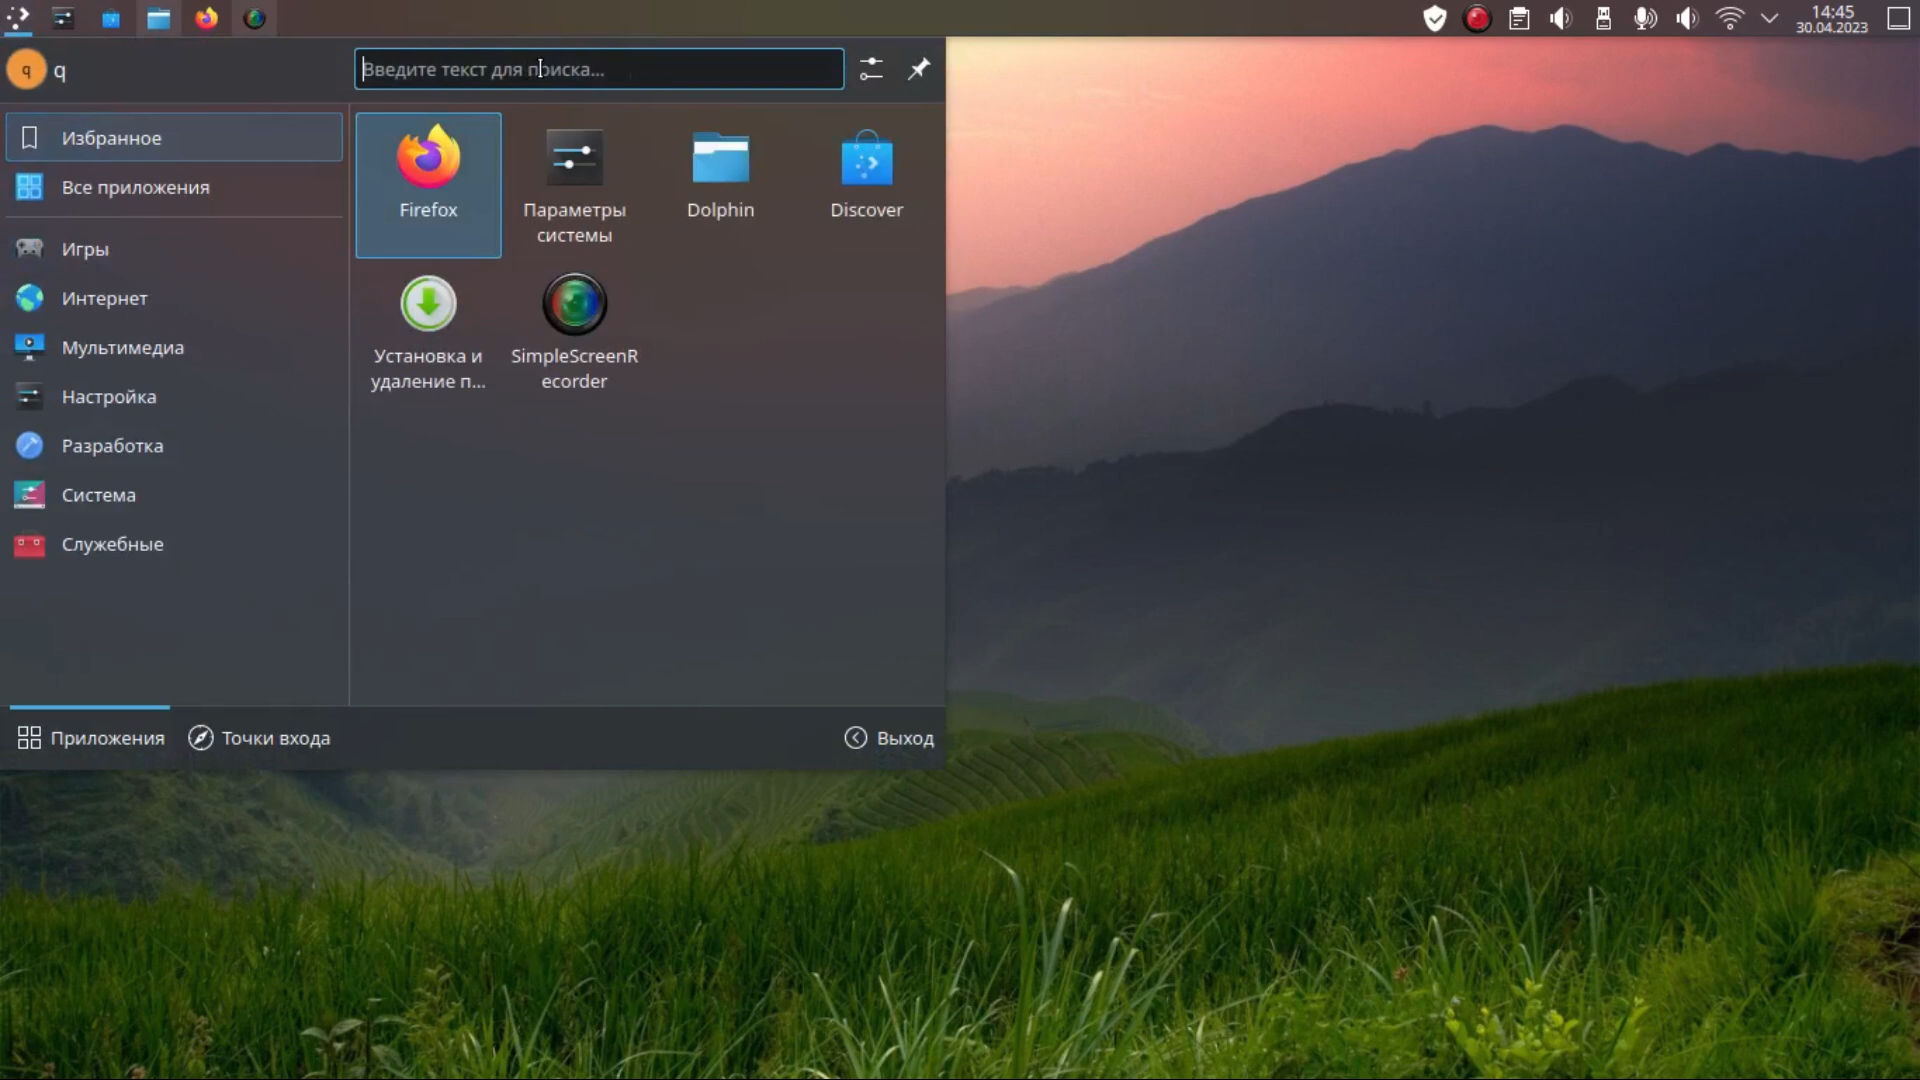 14:45
30.04.2023
q
q
Введите текст для поиска...
Избранное
Все приложения
Игры
Интернет
Мультимедиа
Настройка
Разработка
Система
Служебные
Firefox
Параметры
системы
Dolphin
Discover
Установка и
удаление п...
SimpleScreenR
ecorder
Приложения
Точки входа
Выход